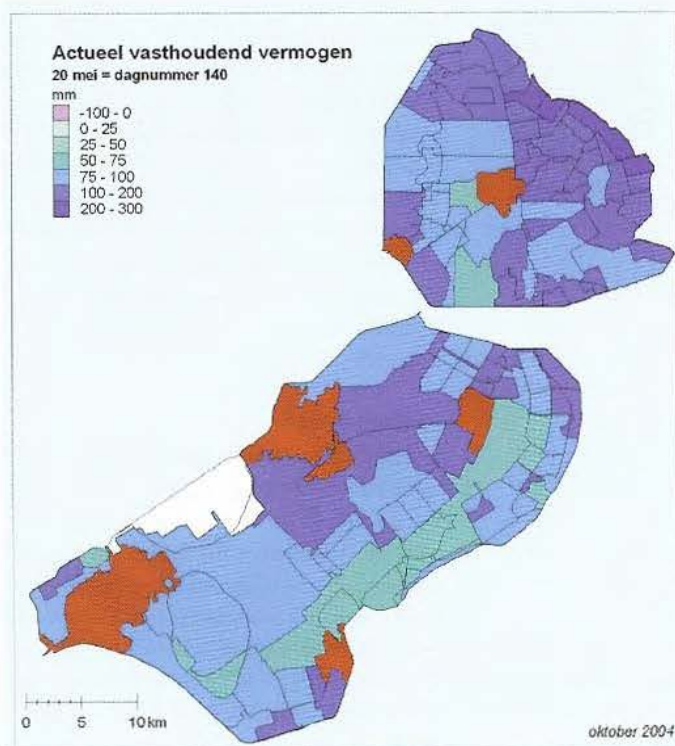 Actueel vasthoudend vermogen
20 mei = dagnummer 140
mm
-100 - 0
0 - 25
25 - 50
50 - 75
75 - 100
100 - 200
200 - 300
0 5 10 km
oktober 2004